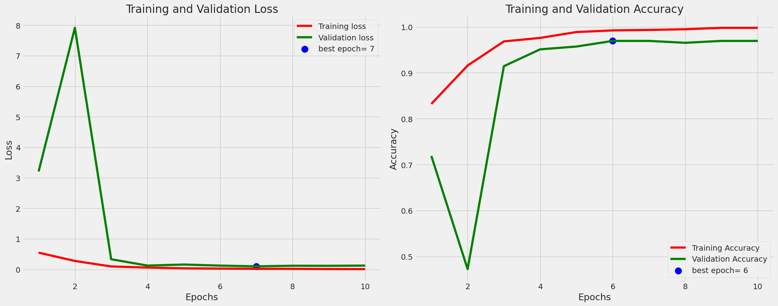 Training and Validation Loss
8
7
6
5
4
3
2
1
0
Loss
2
4
6
8
10
Epochs
Training loss
Validation loss
best epoch= 7
Training and Validation Accuracy
1.0
0.9
0.8
0.7
0.6
0.5
Accuracy
2
4
6
8
10
Epochs
Training Accuracy
Validation Accuracy
best epoch= 6